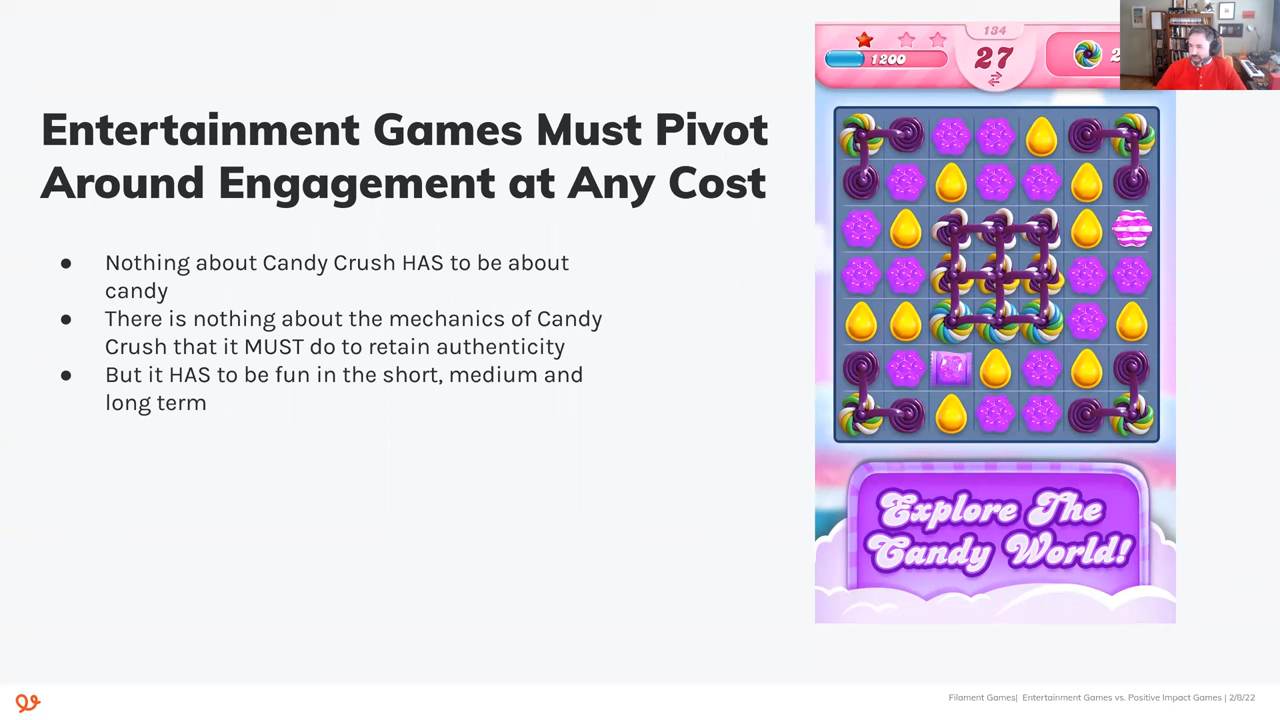 Entertainment Games Must Pivot
Around Engagement at Any Cost
● Nothing about Candy Crush HAS to be about
candy
● There is nothing about the mechanics of Candy
Crush that it MUST do to retain authenticity
● But it HAS to be fun in the short, medium and
long term
134
27
1200
2
Explore The
Candy World!
Filament Games| Entertainment Games vs. Positive Impact Games | 2/8/22